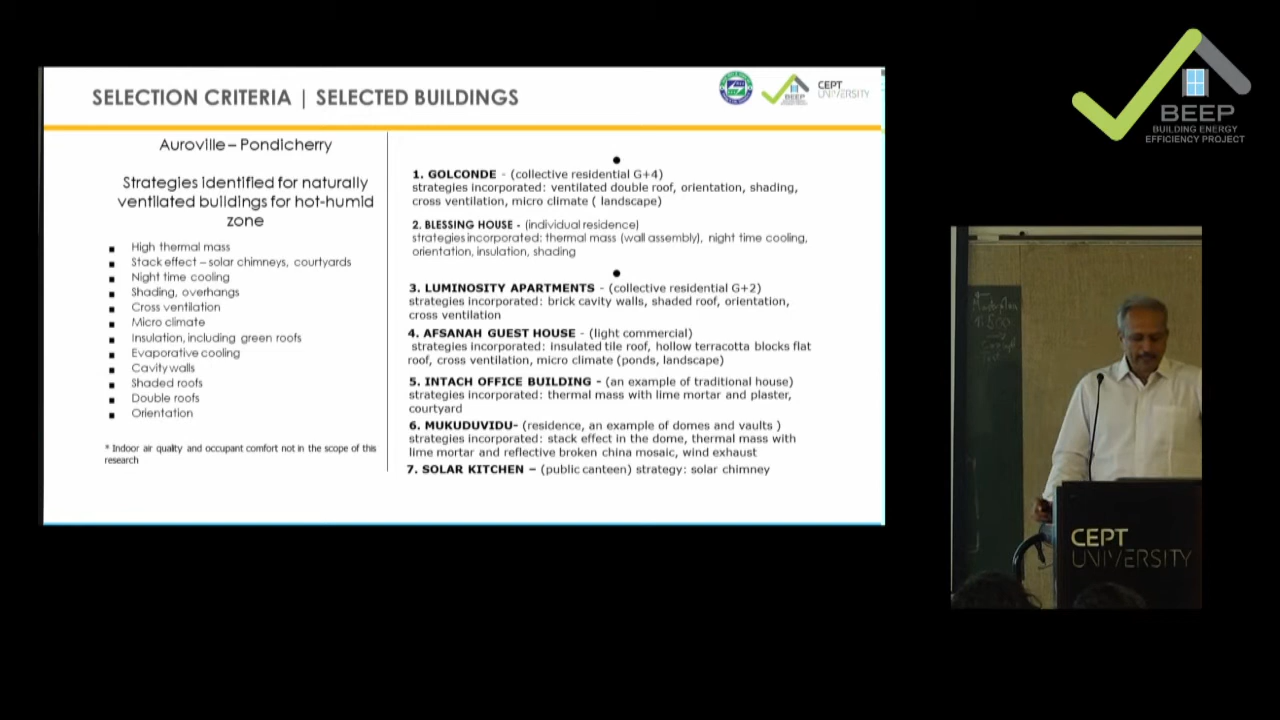 SELECTION CRITERIA | SELECTED BUILDINGS
BEEP
CEPT
UNIVERSITY
Auroville – Pondicherry
Strategies identified for naturally
ventilated buildings for hot-humid
zone
▪ High thermal mass
▪ Stack effect – solar chimneys, courtyards
▪ Night time cooling
▪ Shading, overhangs
▪ Cross ventilation
▪ Micro climate
▪ Insulation, including green roofs
▪ Evaporative cooling
▪ Cavity walls
▪ Shaded roofs
▪ Double roofs
▪ Orientation
* Indoor air quality and occupant comfort not in the scope of this
research
•
1. GOLCONDE - (collective residential G+4)
strategies incorporated: ventilated double roof, orientation, shading,
cross ventilation, micro climate ( landscape)
2. BLESSING HOUSE - (individual residence)
strategies incorporated: thermal mass (wall assembly), night time cooling,
orientation, insulation, shading
•
3. LUMINOSITY APARTMENTS - (collective residential G+2)
strategies incorporated: brick cavity walls, shaded roof, orientation,
cross ventilation
4. AFSANAH GUEST HOUSE - (light commercial)
strategies incorporated: insulated tile roof, hollow terracotta blocks flat
roof, cross ventilation, micro climate (ponds, landscape)
5. INTACH OFFICE BUILDING - (an example of traditional house)
strategies incorporated: thermal mass with lime mortar and plaster,
courtyard
6. MUKUDUVIDU- (residence, an example of domes and vaults )
strategies incorporated: stack effect in the dome, thermal mass with
lime mortar and reflective broken china mosaic, wind exhaust
7. SOLAR KITCHEN – (public canteen) strategy: solar chimney
BEEP
BUILDING ENERGY
EFFICIENCY PROJECT
CEPT
UNIVERSITY